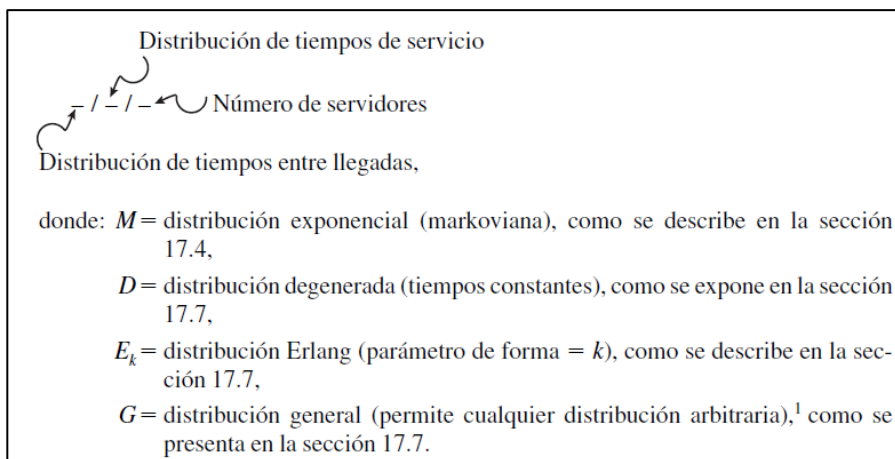 Distribución de tiempos de servicio
– / – / – Número de servidores
Distribución de tiempos entre llegadas,
donde: M = distribución exponencial (markoviana), como se describe en la sección
17.4,
D = distribución degenerada (tiempos constantes), como se expone en la sección
17.7,
Eₖ = distribución Erlang (parámetro de forma = k), como se describe en la sec-
ción 17.7,
G = distribución general (permite cualquier distribución arbitraria),¹ como se
presenta en la sección 17.7.